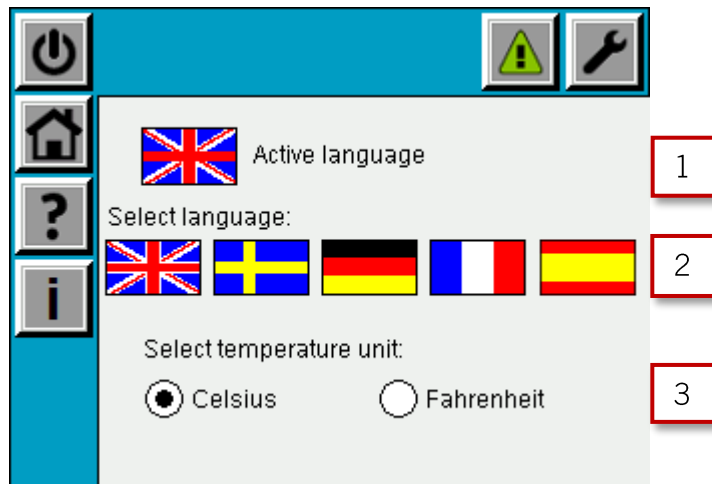 Active language
1
?
Select language:
2
i
Select temperature unit:
Celsius
Fahrenheit
3